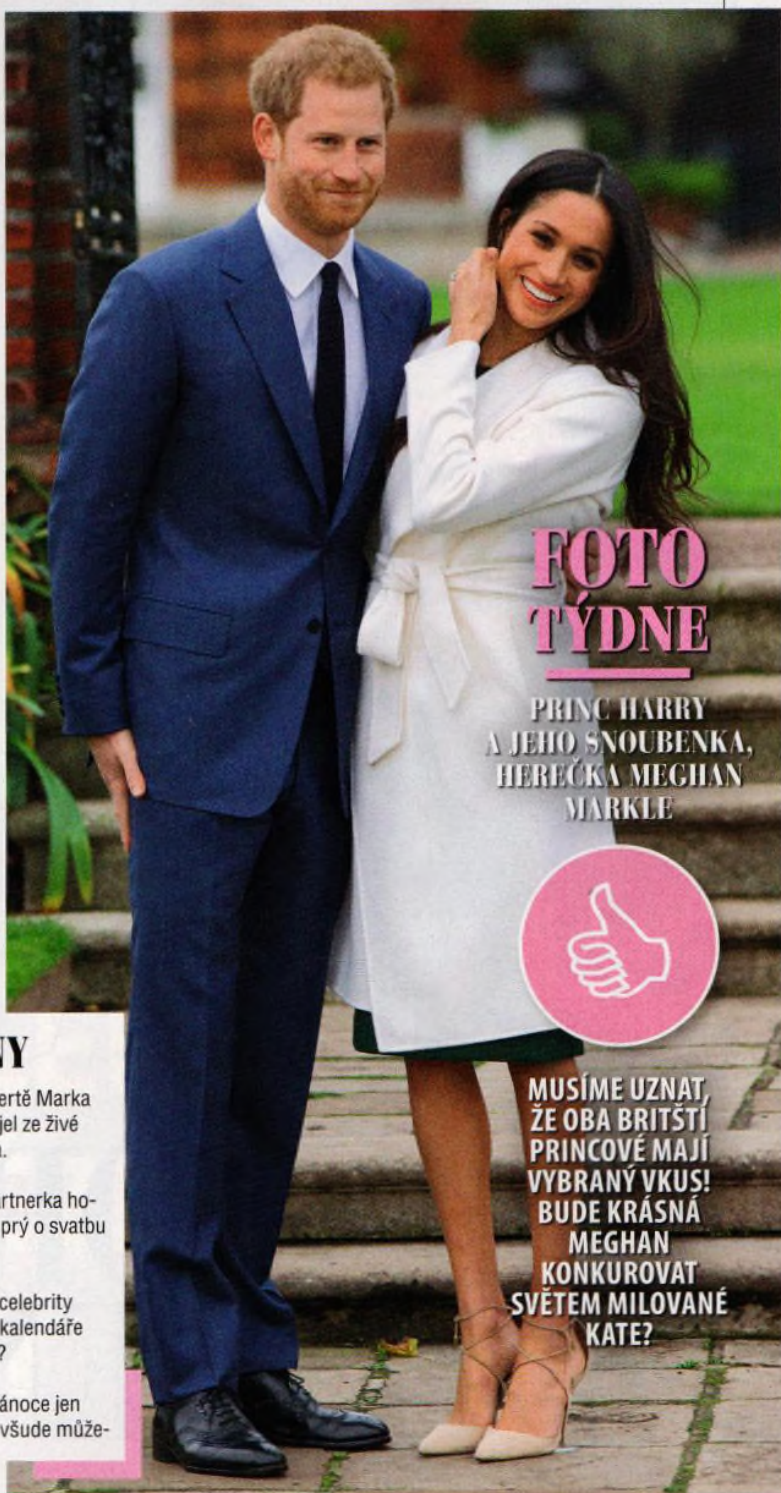 FOTO
TÝDNE
PRINC HARRY
A JEHO SNOUBENKA,
HEREČKA MEGHAN
MARKLE
MUSÍME UZNAT,
ŽE OBA BRITŠTÍ
PRINCOVÉ MAJÍ
VYBRANÝ VKUS!
BUDE KRÁSNÁ
MEGHAN
KONKUROVAT
SVĚTEM MILOVANÉ
KATE?
NY
ertě Marka
jel ze živé
artnerka ho-
prý o svatbu
celebrity
kalendáře
?
ánoce jen
všude může-